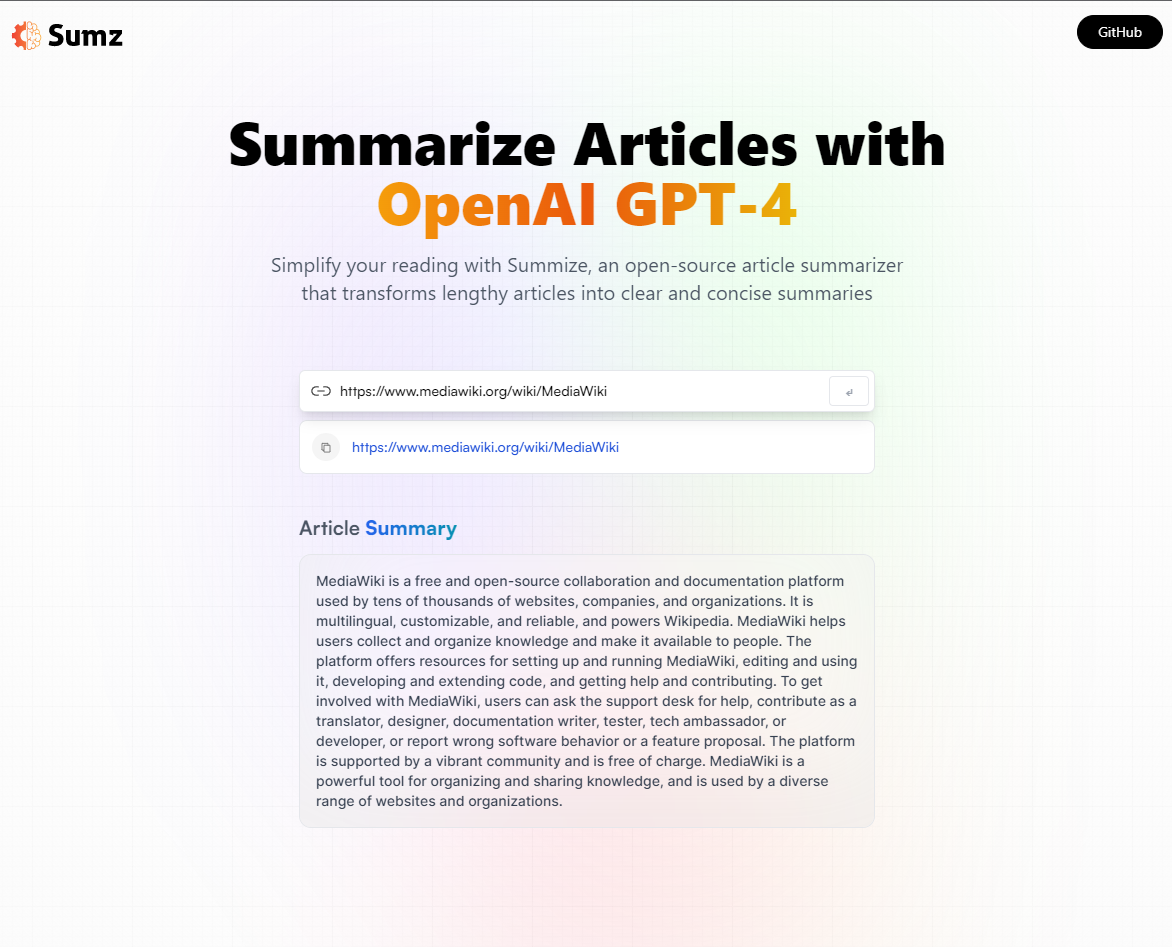 Sumz
GitHub
Summarize Articles with
OpenAI GPT-4
Simplify your reading with Summize, an open-source article summarizer
that transforms lengthy articles into clear and concise summaries
https://www.mediawiki.org/wiki/MediaWiki
https://www.mediawiki.org/wiki/MediaWiki
Article Summary
MediaWiki is a free and open-source collaboration and documentation platform
used by tens of thousands of websites, companies, and organizations. It is
multilingual, customizable, and reliable, and powers Wikipedia. MediaWiki helps
users collect and organize knowledge and make it available to people. The
platform offers resources for setting up and running MediaWiki, editing and using
it, developing and extending code, and getting help and contributing. To get
involved with MediaWiki, users can ask the support desk for help, contribute as a
translator, designer, documentation writer, tester, tech ambassador, or
developer, or report wrong software behavior or a feature proposal. The platform
is supported by a vibrant community and is free of charge. MediaWiki is a
powerful tool for organizing and sharing knowledge, and is used by a diverse
range of websites and organizations.